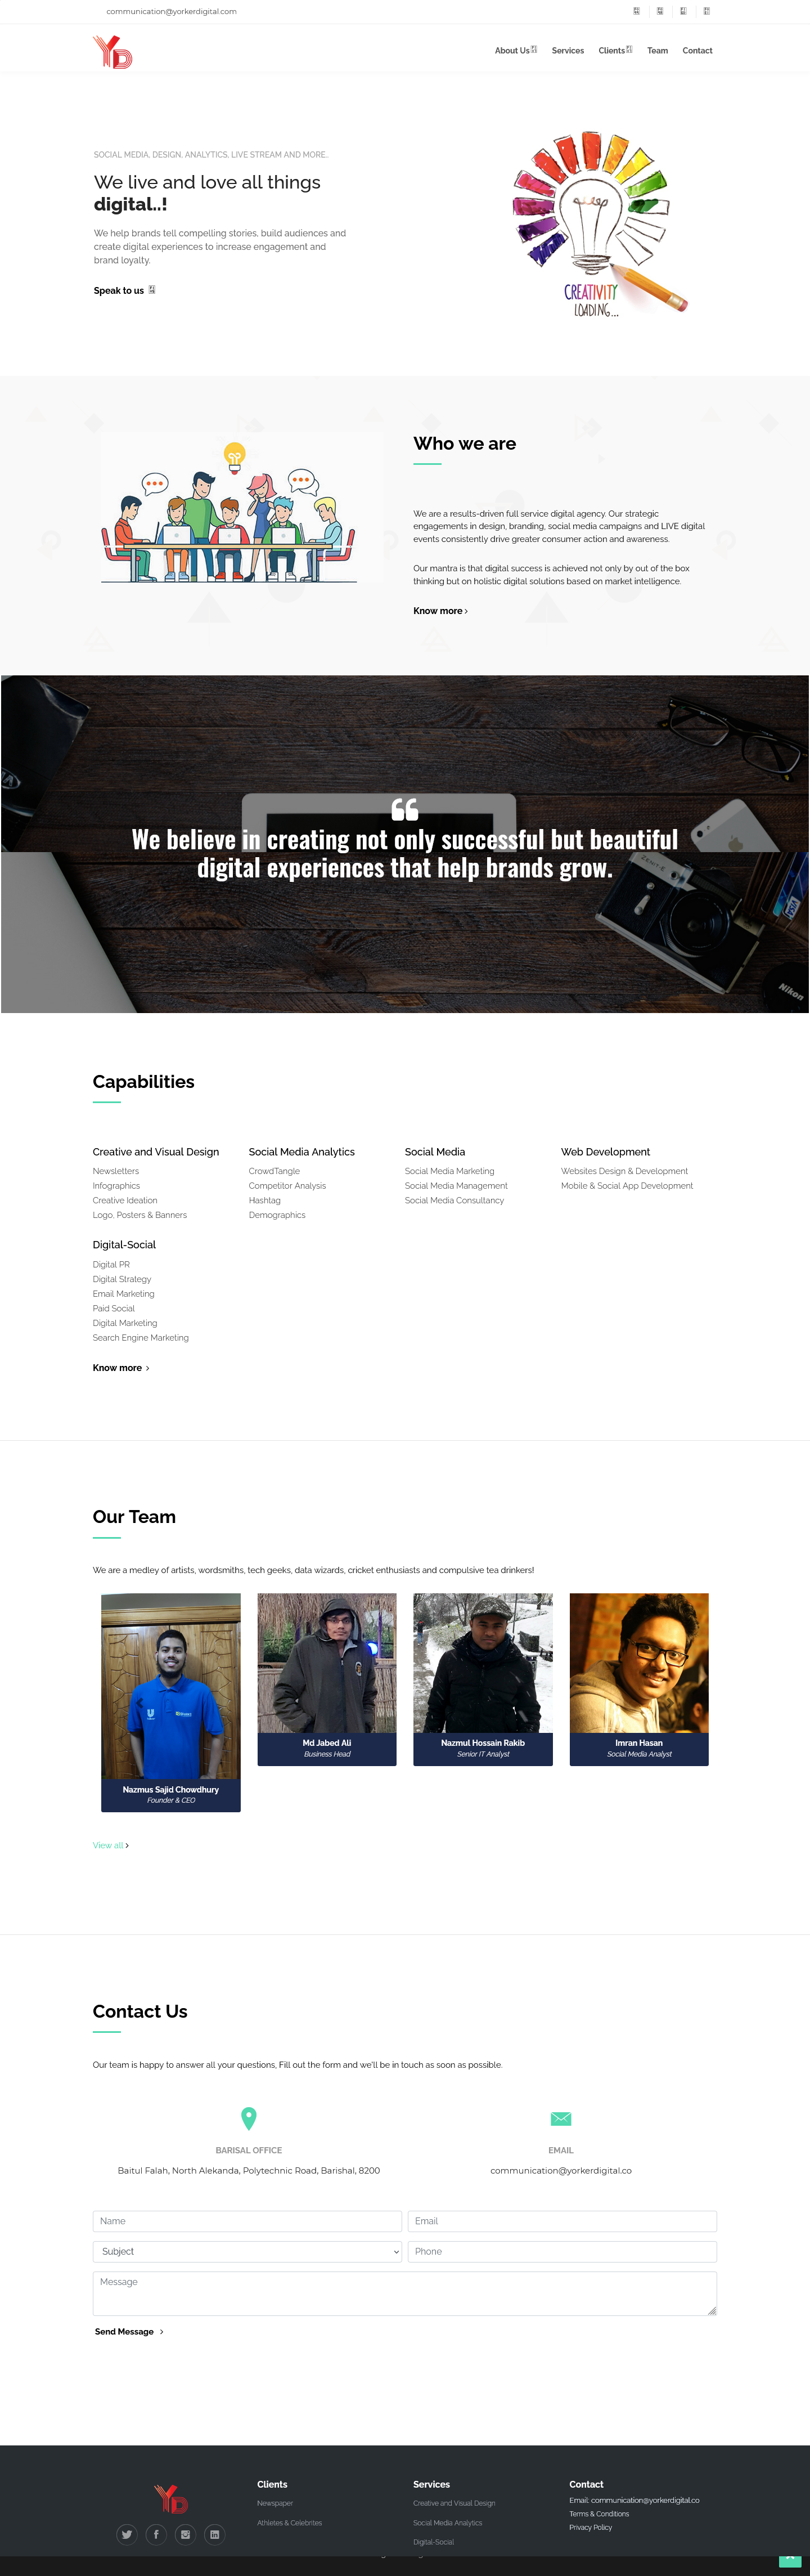 communication@yorkerdigital.com
YD
About Us Services Clients Team Contact
SOCIAL MEDIA, DESIGN, ANALYTICS, LIVE STREAM AND MORE..
We live and love all things
digital..!
We help brands tell compelling stories, build audiences and
create digital experiences to increase engagement and
brand loyalty.
Speak to us
CREATIVITY
LOADING...
Who we are
We are a results-driven full service digital agency. Our strategic
engagements in design, branding, social media campaigns and LIVE digital
events consistently drive greater consumer action and awareness.
Our mantra is that digital success is achieved not only by out of the box
thinking but on holistic digital solutions based on market intelligence.
Know more
We believe in creating not only successful but beautiful
digital experiences that help brands grow.
Nikon
Capabilities
Creative and Visual Design
Newsletters
Infographics
Creative Ideation
Logo, Posters & Banners
Social Media Analytics
CrowdTangle
Competitor Analysis
Hashtag
Demographics
Social Media
Social Media Marketing
Social Media Management
Social Media Consultancy
Web Development
Websites Design & Development
Mobile & Social App Development
Digital-Social
Digital PR
Digital Strategy
Email Marketing
Paid Social
Digital Marketing
Search Engine Marketing
Know more
Our Team
We are a medley of artists, wordsmiths, tech geeks, data wizards, cricket enthusiasts and compulsive tea drinkers!
Nazmus Sajid Chowdhury
Founder & CEO
Md Jabed Ali
Business Head
Nazmul Hossain Rakib
Senior IT Analyst
Imran Hasan
Social Media Analyst
View all
Contact Us
Our team is happy to answer all your questions, Fill out the form and we'll be in touch as soon as possible.
BARISAL OFFICE
Baitul Falah, North Alekanda, Polytechnic Road, Barishal, 8200
EMAIL
communication@yorkerdigital.co
Name
Email
Subject
Phone
Message
Send Message
YD
Clients
Newspaper
Athletes & Celebrites
Services
Creative and Visual Design
Social Media Analytics
Digital-Social
Contact
Email: communication@yorkerdigital.co
Terms & Conditions
Privacy Policy